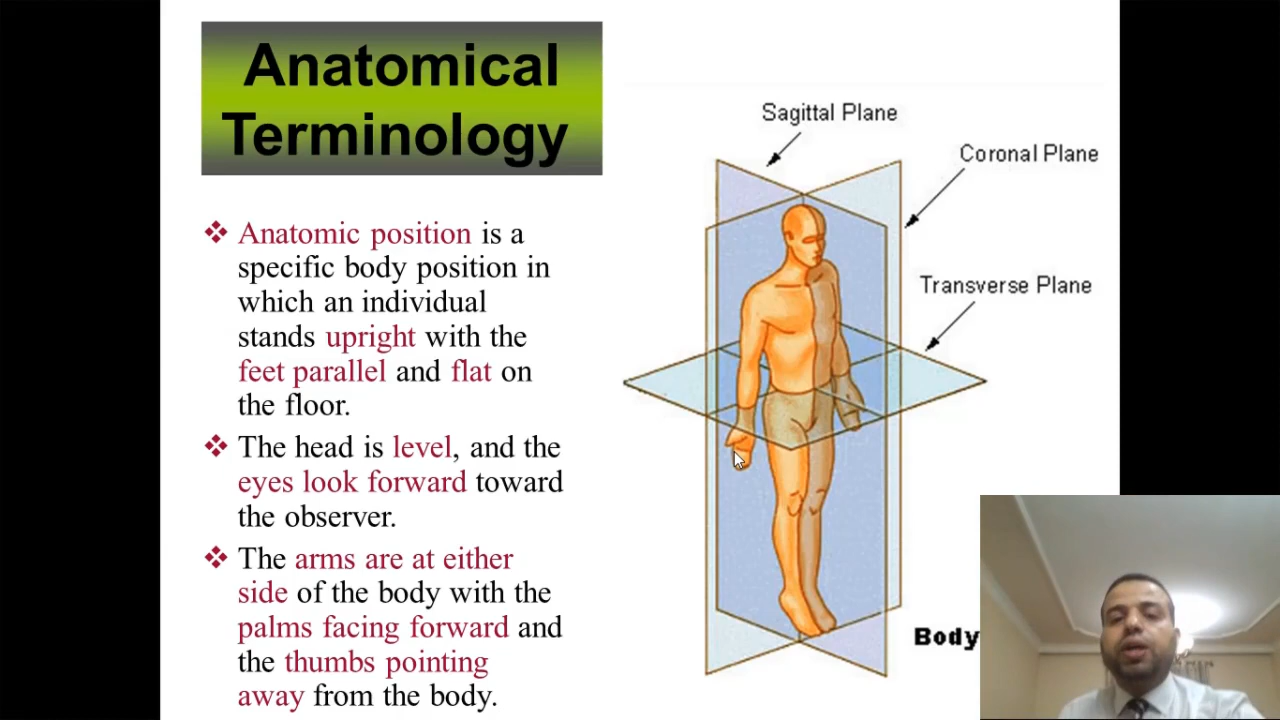 Anatomical
Terminology
❖ Anatomic position is a
specific body position in
which an individual
stands upright with the
feet parallel and flat on
the floor.
❖ The head is level, and the
eyes look forward toward
the observer.
❖ The arms are at either
side of the body with the
palms facing forward and
the thumbs pointing
away from the body.
Sagittal Plane
Coronal Plane
Transverse Plane
Body